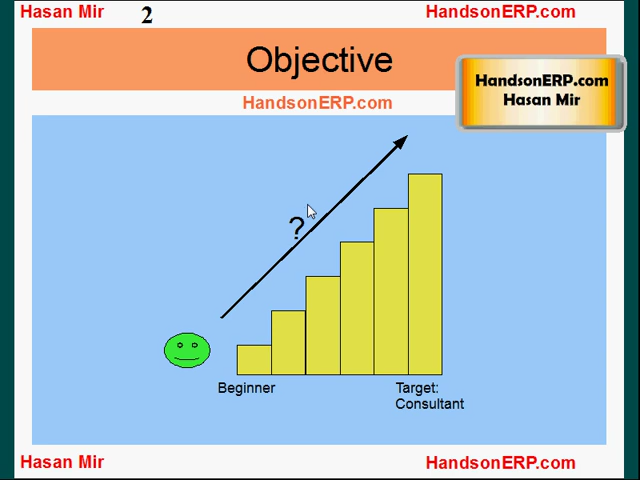 Hasan Mir
2
HandsonERP.com
Objective
HandsonERP.com
Hasan Mir
HandsonERP.com
?
Beginner
Target:
Consultant
Hasan Mir
HandsonERP.com